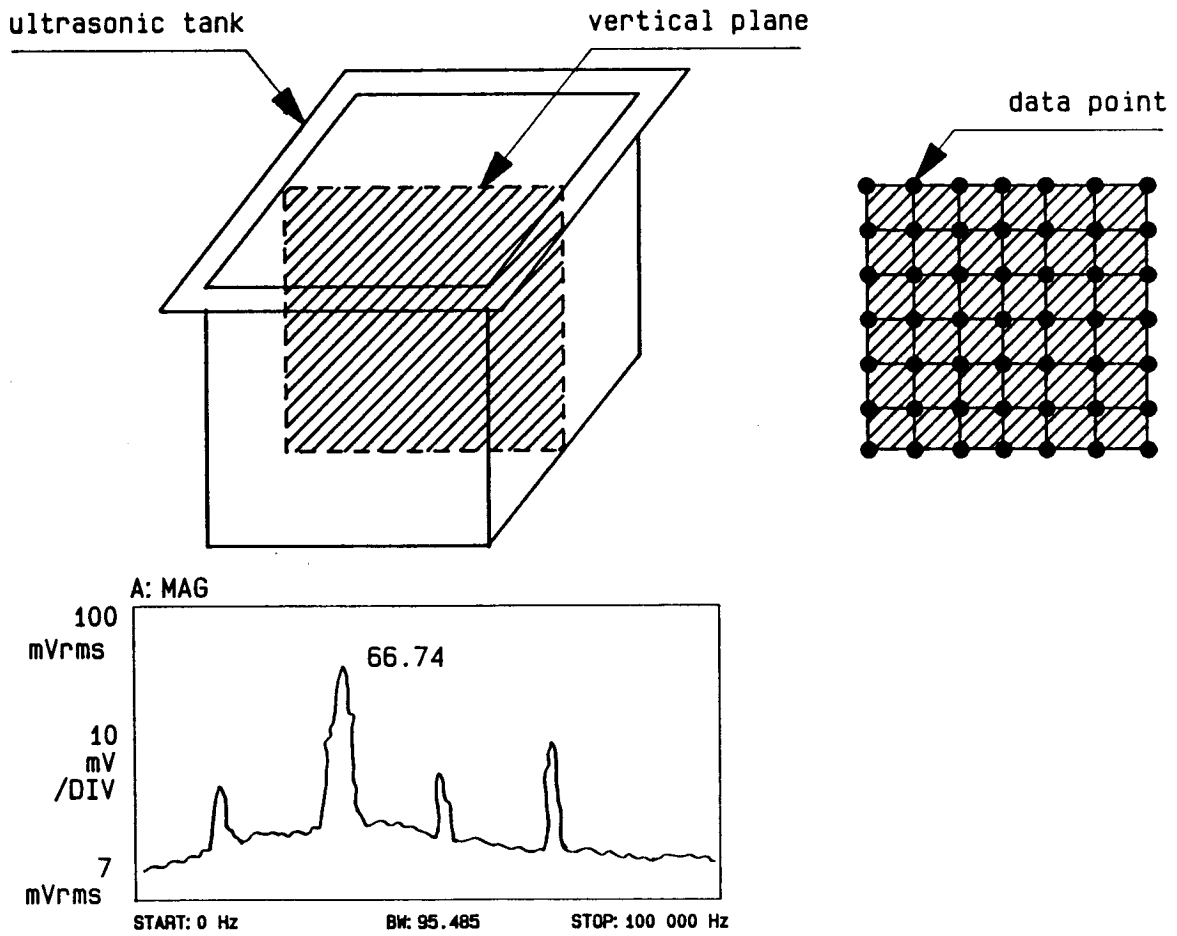 ultrasonic tank
vertical plane
data point
A: MAG
100
mVrms
66.74
10
mV
/DIV
7
mVrms
START: 0 Hz
BW: 95.485
STOP: 100 000 Hz